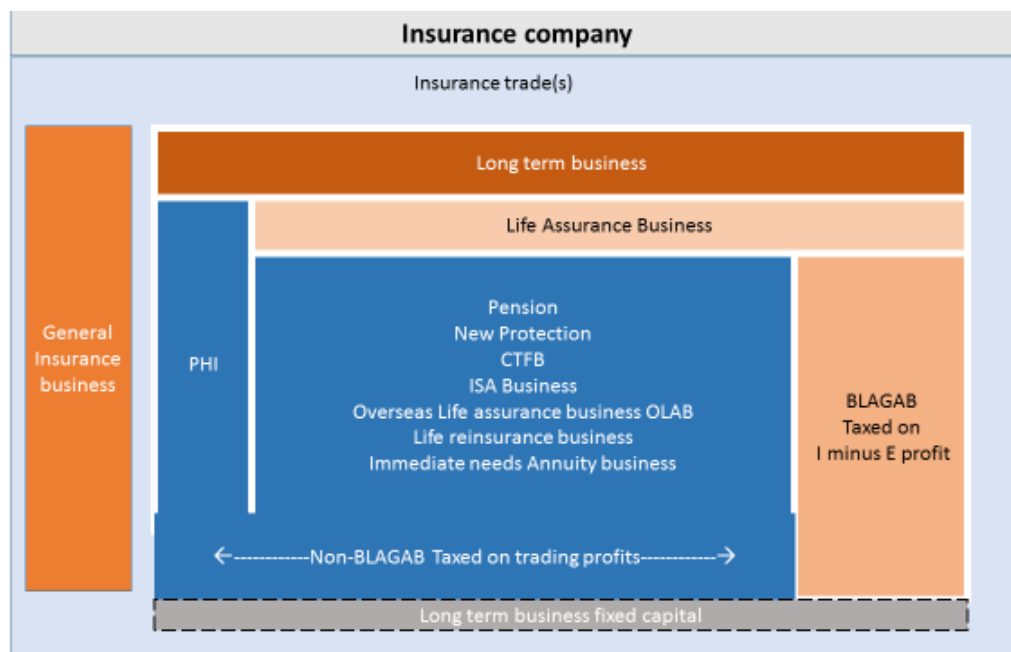 Insurance company
Insurance trade(s)
Long term business
Life Assurance Business
General
Insurance
business
PHI
Pension
New Protection
CTFB
ISA Business
Overseas Life assurance business OLAB
Life reinsurance business
Immediate needs Annuity business
BLAGAB
Taxed on
I minus E profit
←------------Non-BLAGAB Taxed on trading profits------------→
Long term business fixed capital